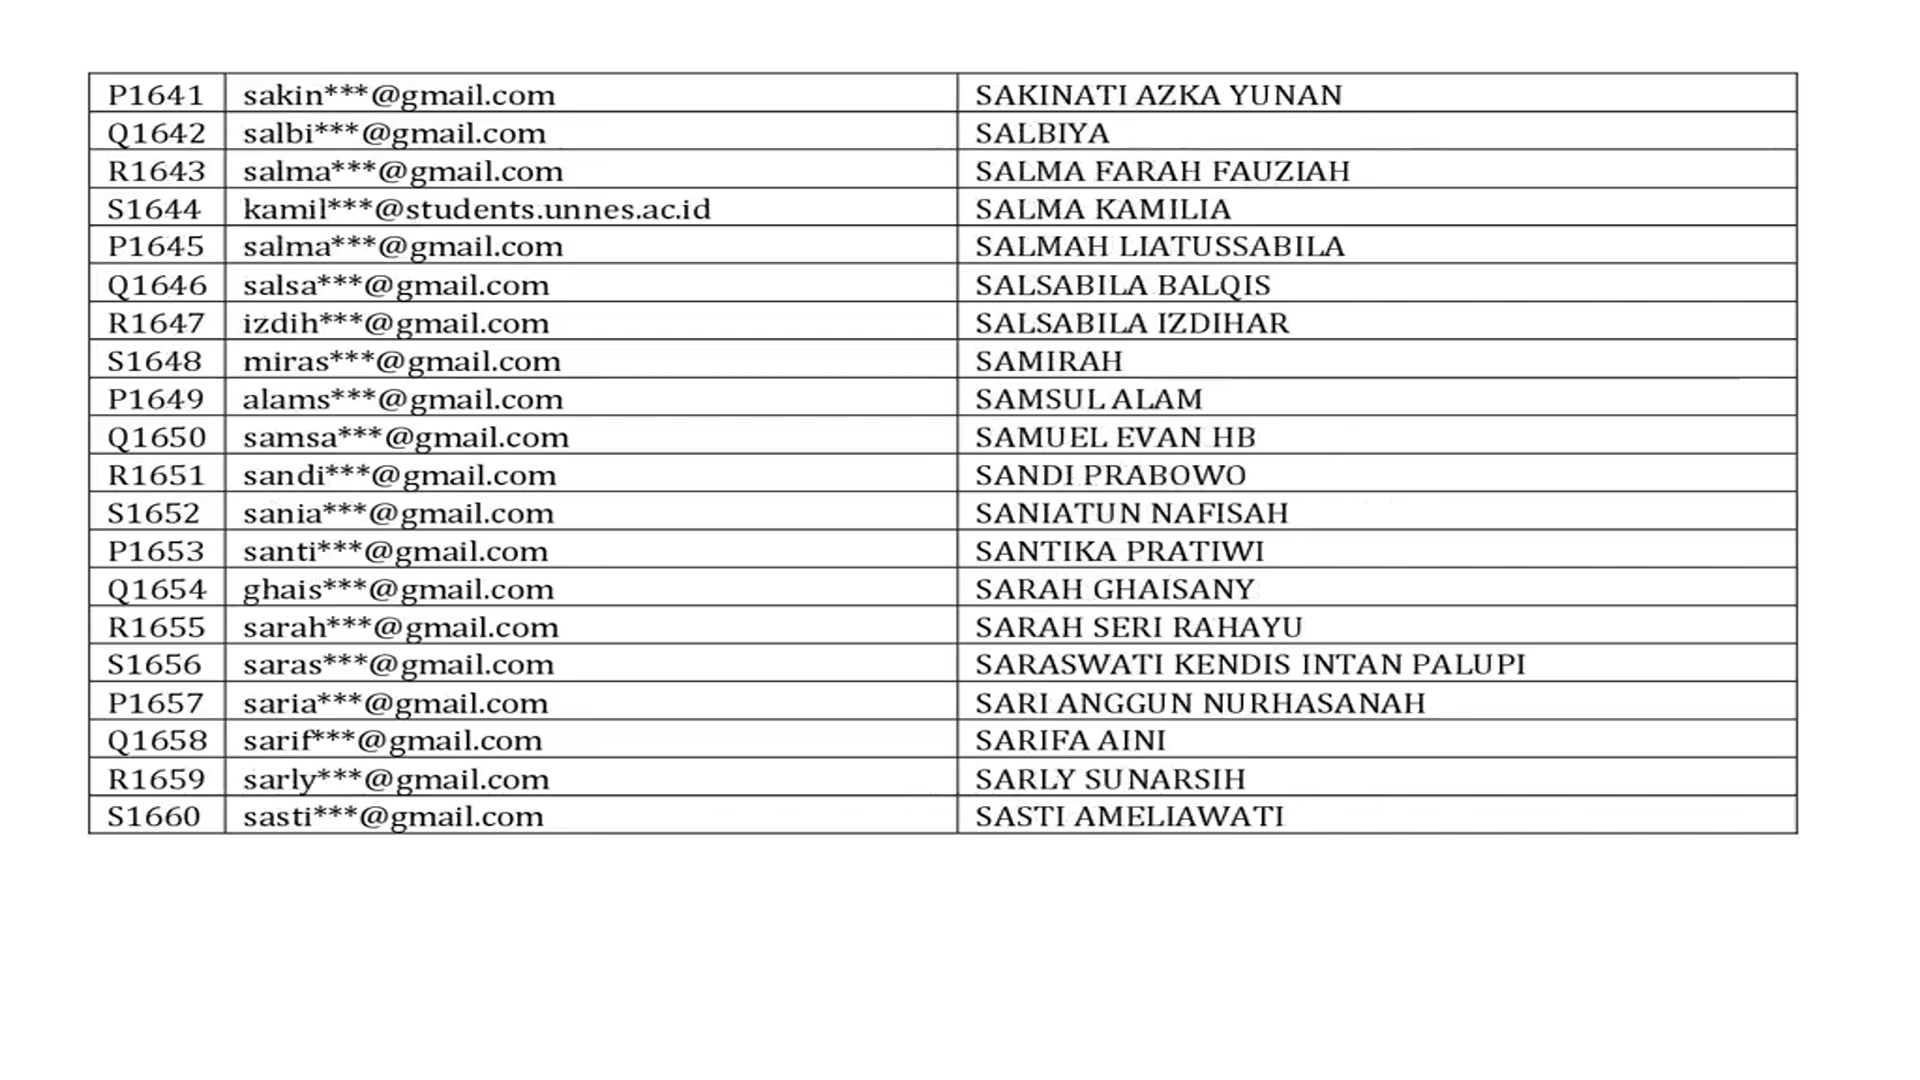 P1641 sakin***@gmail.com SAKINATI AZKA YUNAN
Q1642 salbi***@gmail.com SALBIYA
R1643 salma***@gmail.com SALMA FARAH FAUZIAH
S1644 kamil***@students.unnes.ac.id SALMA KAMILIA
P1645 salma***@gmail.com SALMAH LIATUSSABILA
Q1646 salsa***@gmail.com SALSABILA BALQIS
R1647 izdih***@gmail.com SALSABILA IZDIHAR
S1648 miras***@gmail.com SAMIRAH
P1649 alams***@gmail.com SAMSUL ALAM
Q1650 samsa***@gmail.com SAMUEL EVAN HB
R1651 sandi***@gmail.com SANDI PRABOWO
S1652 sania***@gmail.com SANIATUN NAFISAH
P1653 santi***@gmail.com SANTIKA PRATIWI
Q1654 ghais***@gmail.com SARAH GHAISANY
R1655 sarah***@gmail.com SARAH SERI RAHAYU
S1656 saras***@gmail.com SARASWATI KENDIS INTAN PALUPI
P1657 saria***@gmail.com SARI ANGGUN NURHASANAH
Q1658 sarif***@gmail.com SARIFA AINI
R1659 sarly***@gmail.com SARLY SUNARSIH
S1660 sasti***@gmail.com SASTI AMELIAWATI